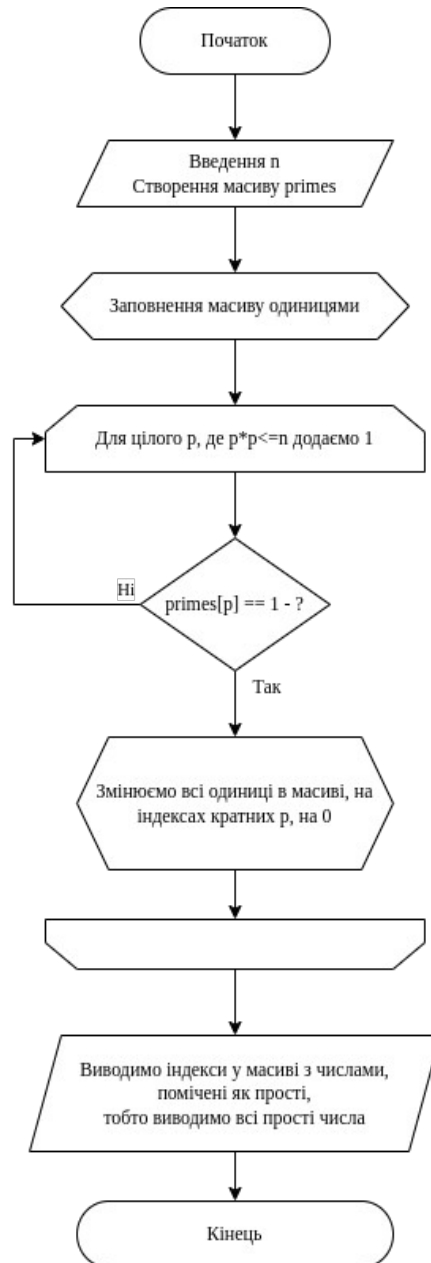 Початок
Введення n
Створення масиву primes
Заповнення масиву одиницями
Для цілого p, де p*p<=n додаємо 1
Ні
primes[p] == 1 - ?
Так
Змінюємо всі одиниці в масиві, на
індексах кратних p, на 0
Виводимо індекси у масиві з числами,
помічені як прості,
тобто виводимо всі прості числа
Кінець